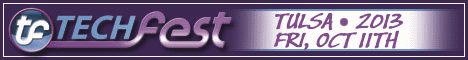 tf TECHfest
TULSA • 2013
FRI, OCT 11TH